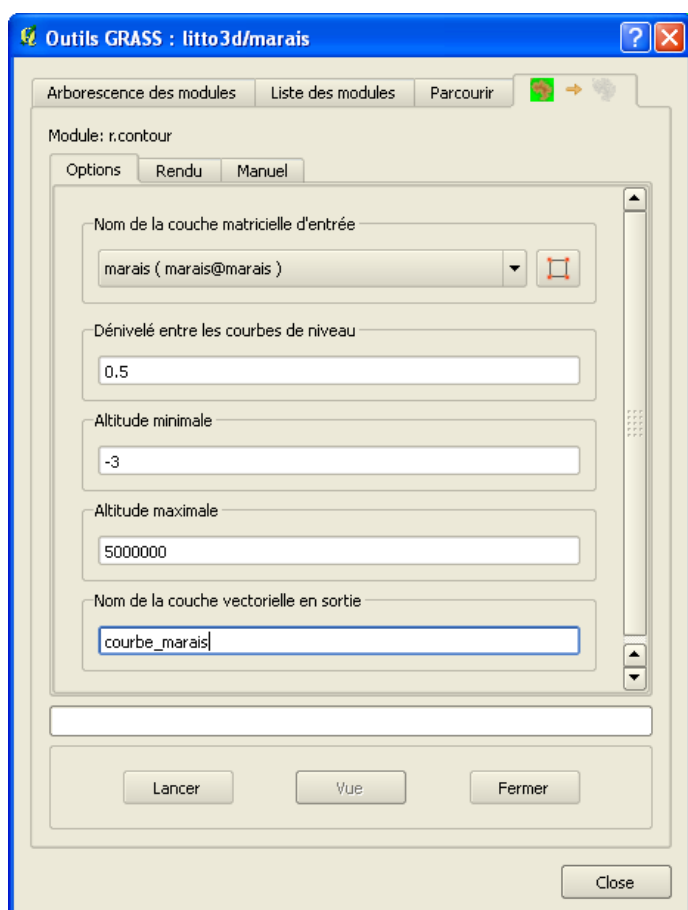 Outils GRASS : litto3d/marais
Arborescence des modules
Liste des modules
Parcourir
Module: r.contour
Options
Rendu
Manuel
Nom de la couche matricielle d'entrée
marais ( marais@marais )
Dénivelé entre les courbes de niveau
0.5
Altitude minimale
-3
Altitude maximale
5000000
Nom de la couche vectorielle en sortie
courbe_marais
Lancer
Vue
Fermer
Close